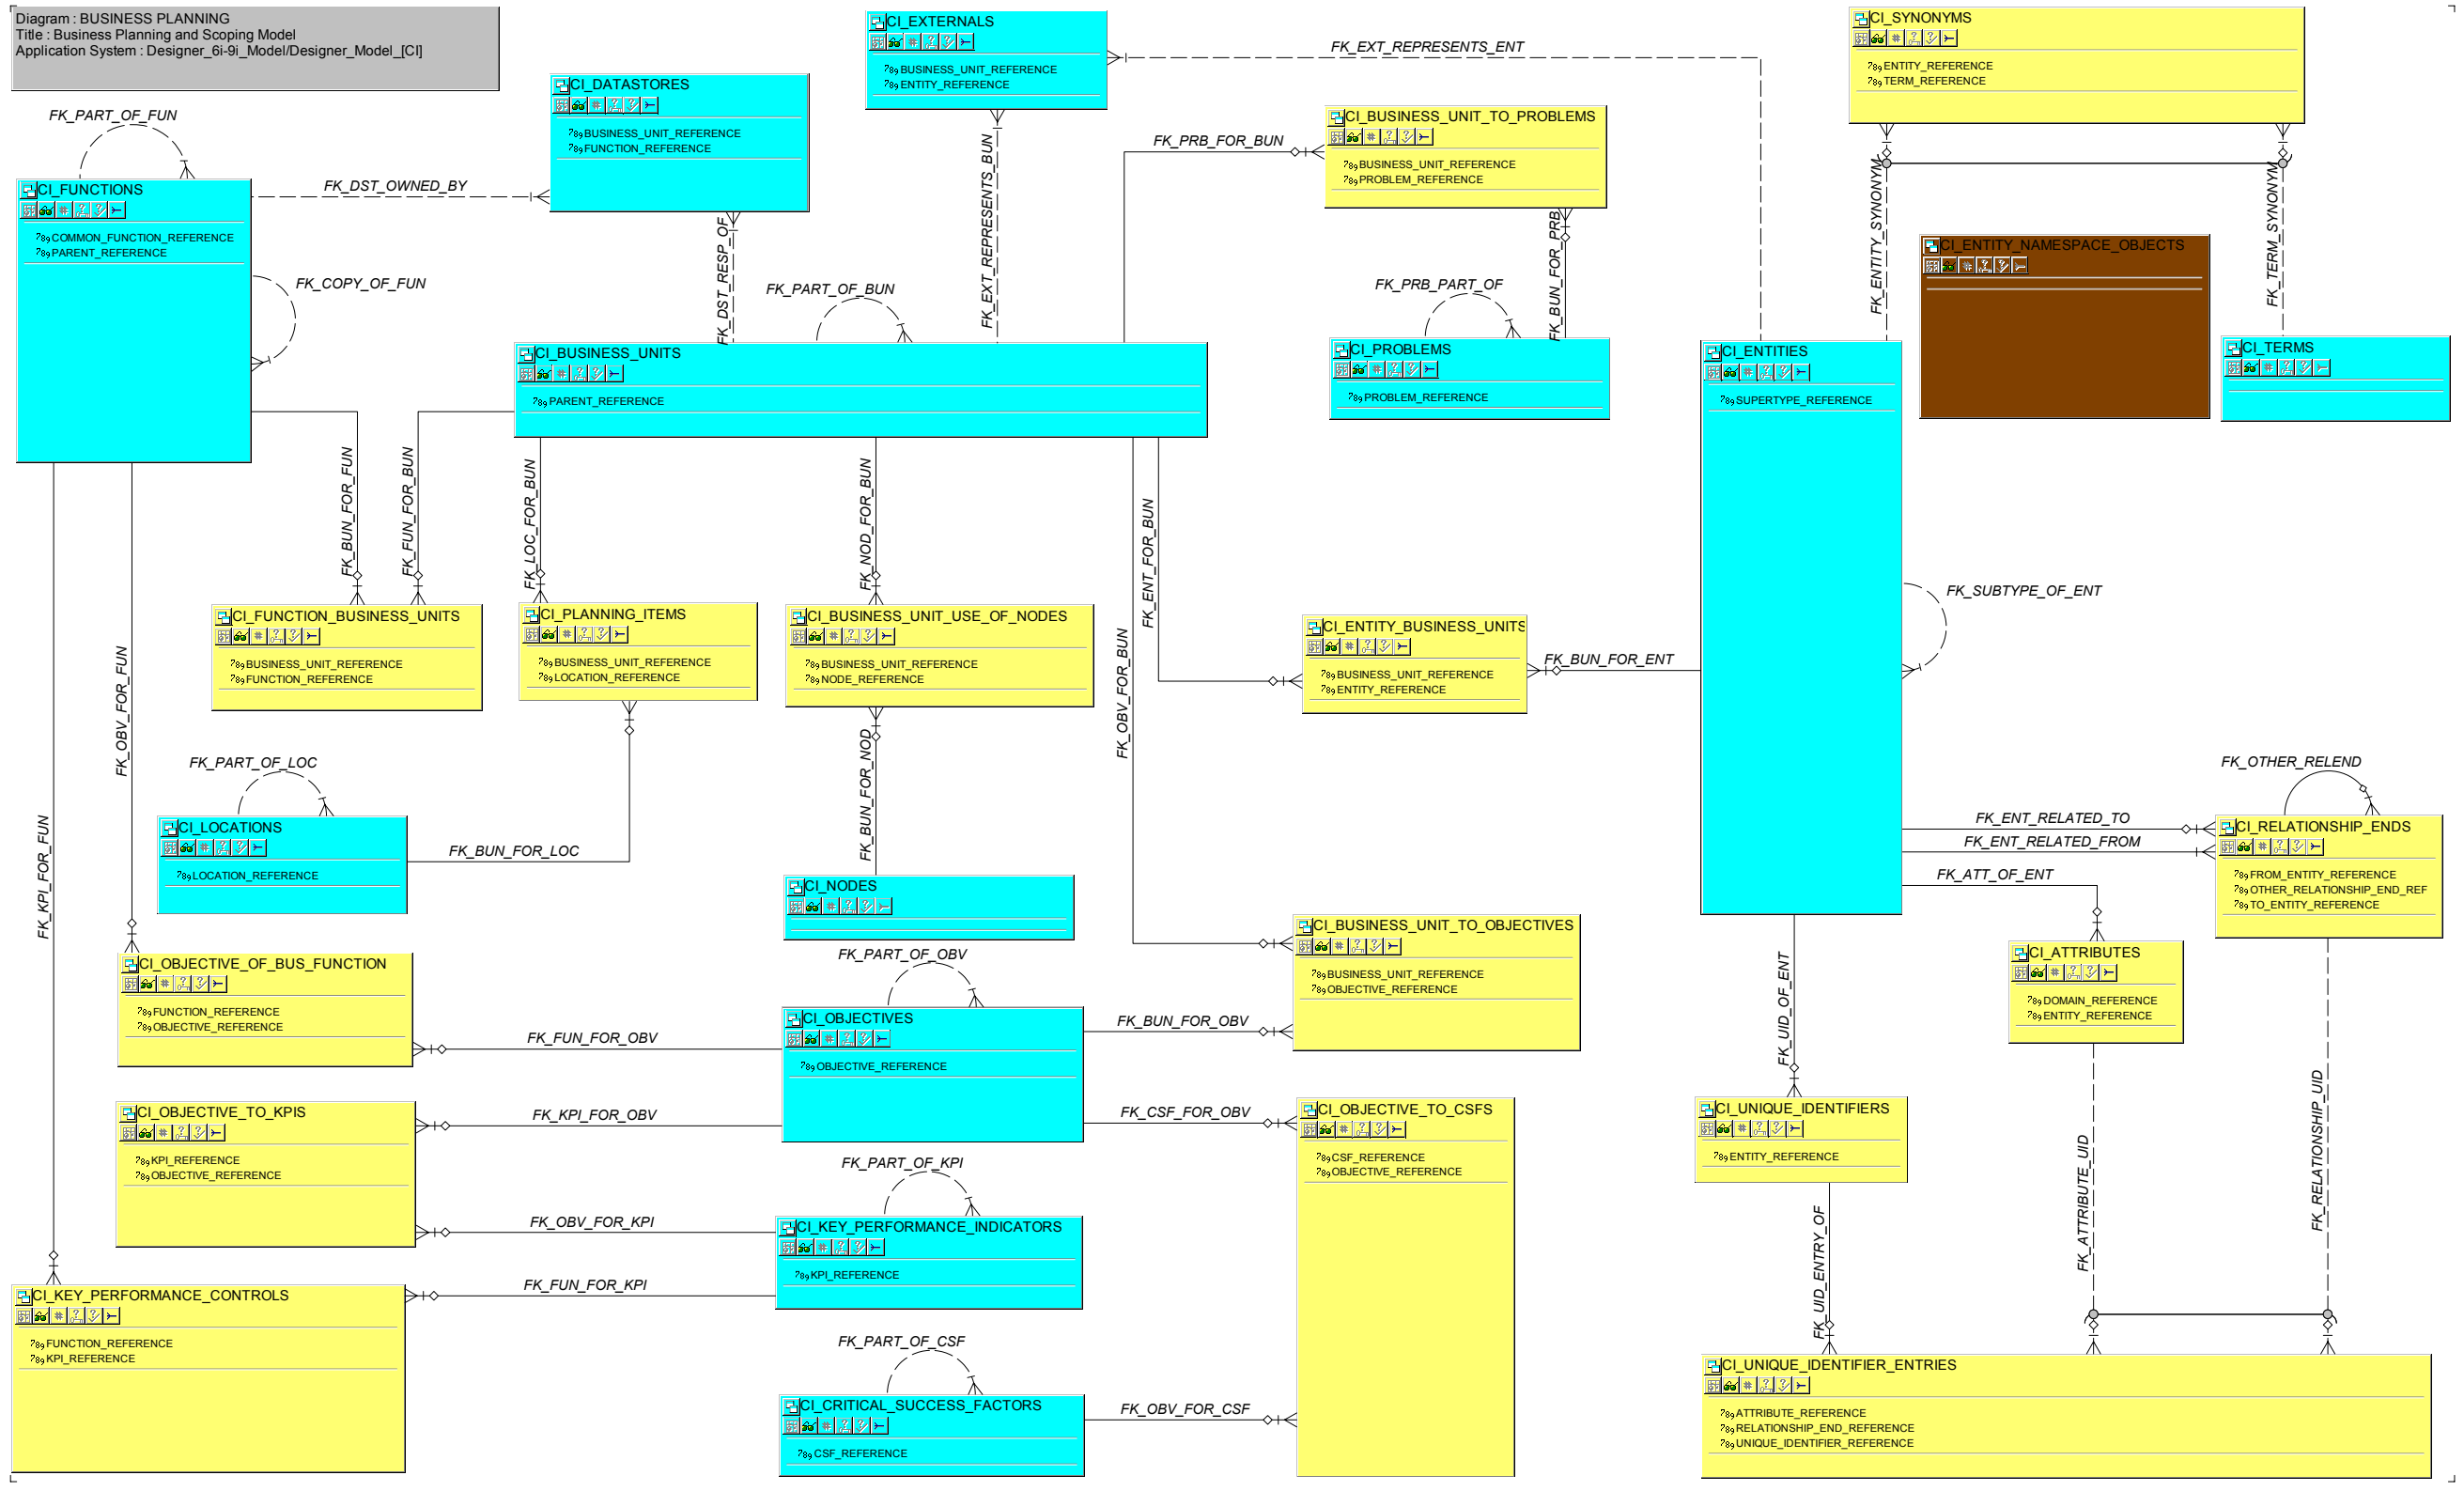 Diagram : BUSINESS PLANNING
Title : Business Planning and Scoping Model
Application System : Designer_6i-9i_Model/Designer_Model_[CI]
CI_EXTERNALS
BUSINESS_UNIT_REFERENCE
ENTITY_REFERENCE
FK_EXT_REPRESENTS_ENT
CI_SYNONYMS
ENTITY_REFERENCE
TERM_REFERENCE
CI_DATASTORES
BUSINESS_UNIT_REFERENCE
FUNCTION_REFERENCE
FK_PART_OF_FUN
FK_DST_OWNED_BY
CI_FUNCTIONS
COMMON_FUNCTION_REFERENCE
PARENT_REFERENCE
FK_COPY_OF_FUN
FK_DST_RESP_OF
FK_PART_OF_BUN
FK_EXT_REPRESENTS_BUN
FK_PRB_FOR_BUN
CI_BUSINESS_UNIT_TO_PROBLEMS
BUSINESS_UNIT_REFERENCE
PROBLEM_REFERENCE
FK_PRB_PART_OF
FK_BUN_FOR_PRB
FK_ENTITY_SYNONYM
FK_TERM_SYNONYM
CI_ENTITY_NAMESPACE_OBJECTS
CI_BUSINESS_UNITS
PARENT_REFERENCE
CI_PROBLEMS
PROBLEM_REFERENCE
CI_ENTITIES
SUPERTYPE_REFERENCE
CI_TERMS
FK_BUN_FOR_FUN
FK_FUN_FOR_BUN
FK_LOC_FOR_BUN
FK_NOD_FOR_BUN
FK_ENT_FOR_BUN
FK_OBV_FOR_BUN
FK_SUBTYPE_OF_ENT
CI_FUNCTION_BUSINESS_UNITS
BUSINESS_UNIT_REFERENCE
FUNCTION_REFERENCE
CI_PLANNING_ITEMS
BUSINESS_UNIT_REFERENCE
LOCATION_REFERENCE
CI_BUSINESS_UNIT_USE_OF_NODES
BUSINESS_UNIT_REFERENCE
NODE_REFERENCE
CI_ENTITY_BUSINESS_UNITS
BUSINESS_UNIT_REFERENCE
ENTITY_REFERENCE
FK_BUN_FOR_ENT
FK_OBV_FOR_FUN
FK_KPI_FOR_FUN
FK_PART_OF_LOC
CI_LOCATIONS
LOCATION_REFERENCE
FK_BUN_FOR_LOC
FK_BUN_FOR_NOD
CI_NODES
FK_OTHER_RELEND
FK_ENT_RELATED_TO
FK_ENT_RELATED_FROM
FK_ATT_OF_ENT
CI_RELATIONSHIP_ENDS
FROM_ENTITY_REFERENCE
OTHER_RELATIONSHIP_END_REF
TO_ENTITY_REFERENCE
CI_OBJECTIVE_OF_BUS_FUNCTION
FUNCTION_REFERENCE
OBJECTIVE_REFERENCE
FK_PART_OF_OBV
CI_OBJECTIVES
OBJECTIVE_REFERENCE
FK_FUN_FOR_OBV
FK_BUN_FOR_OBV
CI_BUSINESS_UNIT_TO_OBJECTIVES
BUSINESS_UNIT_REFERENCE
OBJECTIVE_REFERENCE
FK_UID_OF_ENT
CI_ATTRIBUTES
DOMAIN_REFERENCE
ENTITY_REFERENCE
CI_OBJECTIVE_TO_KPIS
KPI_REFERENCE
OBJECTIVE_REFERENCE
FK_KPI_FOR_OBV
FK_CSF_FOR_OBV
CI_OBJECTIVE_TO_CSFS
CSF_REFERENCE
OBJECTIVE_REFERENCE
CI_UNIQUE_IDENTIFIERS
ENTITY_REFERENCE
FK_ATTRIBUTE_UID
FK_RELATIONSHIP_UID
FK_PART_OF_KPI
FK_OBV_FOR_KPI
CI_KEY_PERFORMANCE_INDICATORS
KPI_REFERENCE
FK_FUN_FOR_KPI
CI_KEY_PERFORMANCE_CONTROLS
FUNCTION_REFERENCE
KPI_REFERENCE
FK_UID_ENTRY_OF
FK_PART_OF_CSF
CI_CRITICAL_SUCCESS_FACTORS
CSF_REFERENCE
FK_OBV_FOR_CSF
CI_UNIQUE_IDENTIFIER_ENTRIES
ATTRIBUTE_REFERENCE
RELATIONSHIP_END_REFERENCE
UNIQUE_IDENTIFIER_REFERENCE